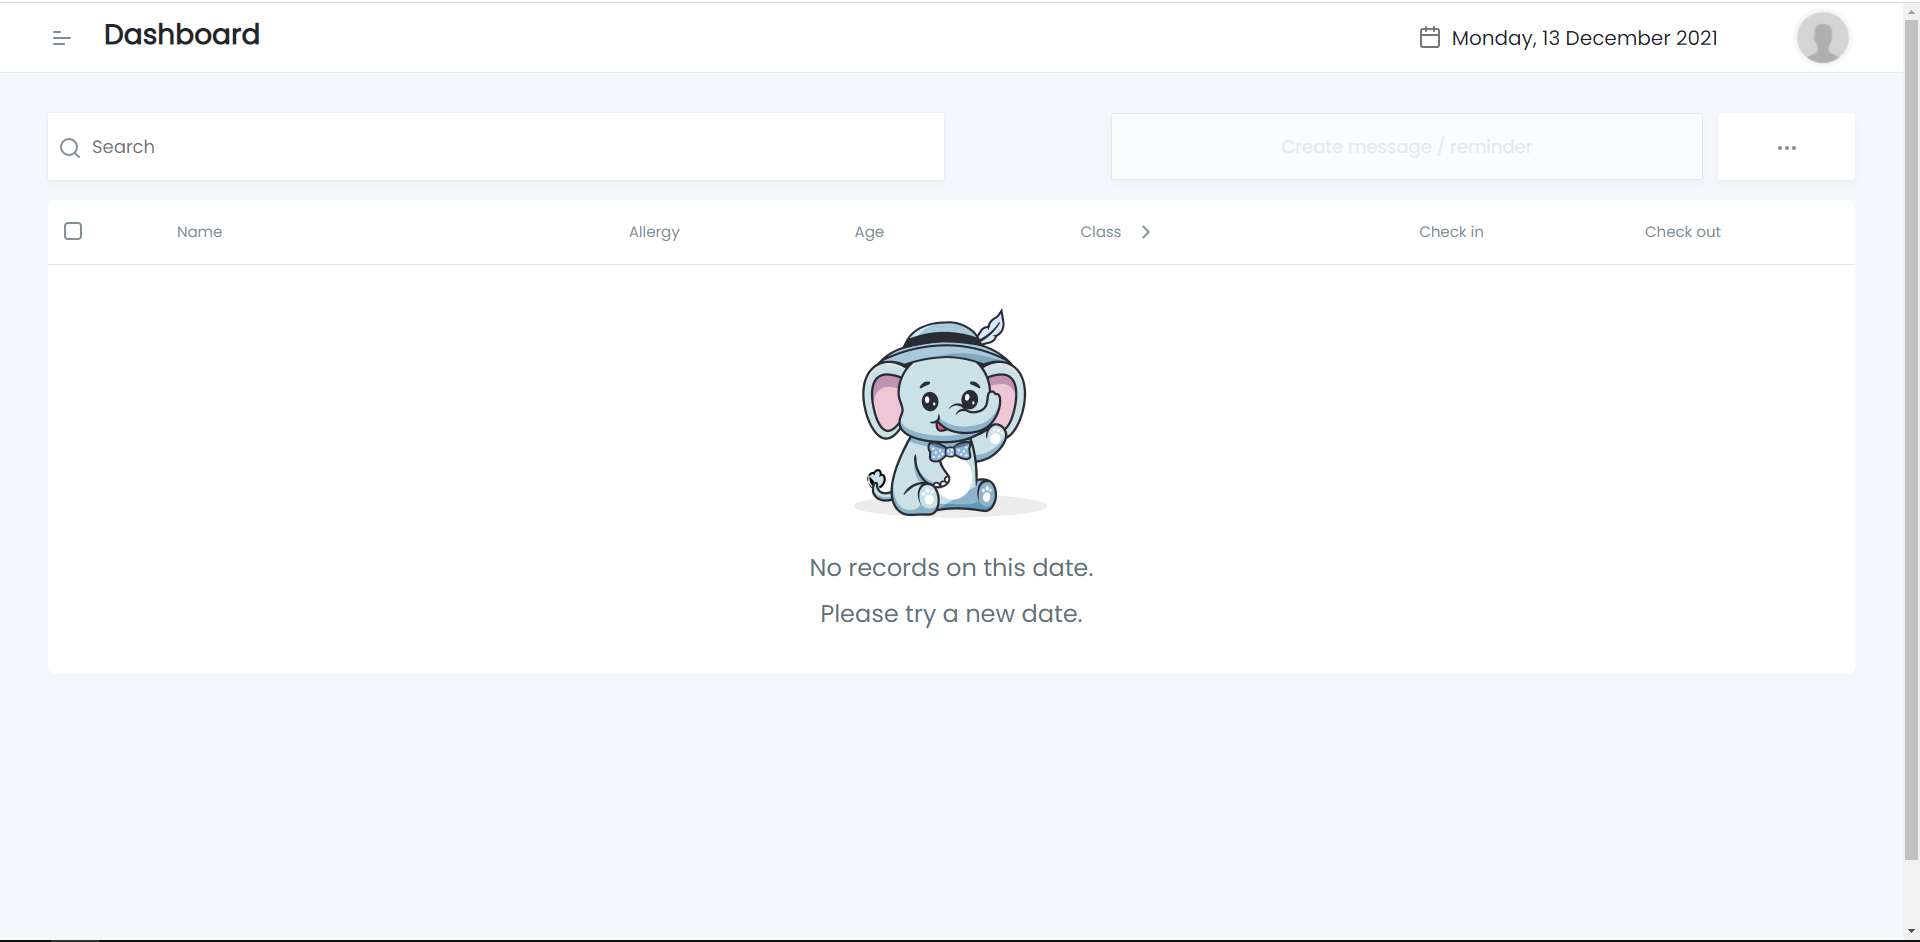 Dashboard
Monday, 13 December 2021
Search
Create message / reminder
Name
Allergy
Age
Class
Check in
Check out
No records on this date.
Please try a new date.